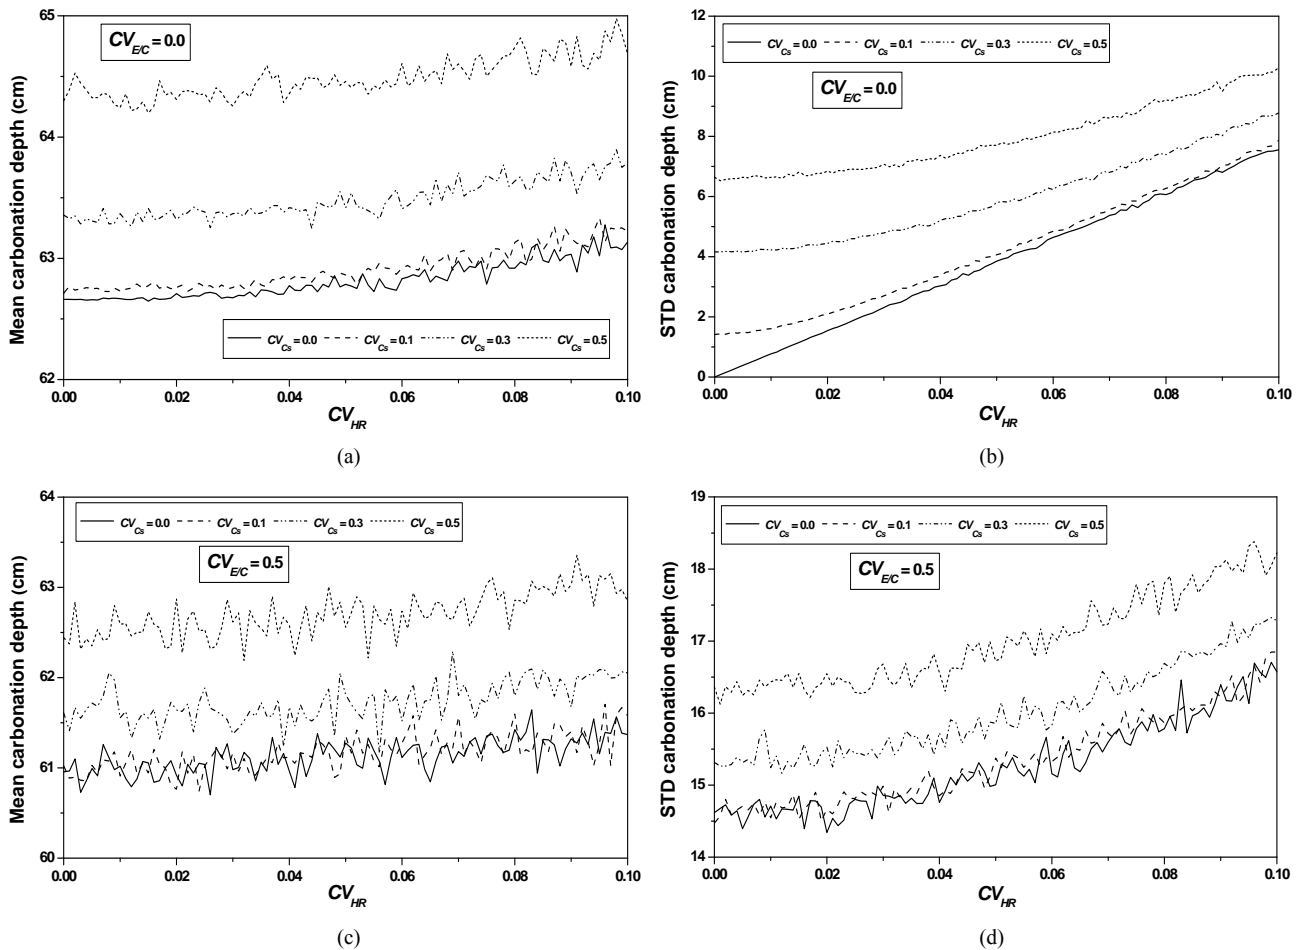 CV_E/C = 0.0
Mean carbonation depth (cm)
65
64
63
62
CV_Cs = 0.0 CV_Cs = 0.1 CV_Cs = 0.3 CV_Cs = 0.5
0.00 0.02 0.04 0.06 0.08 0.10
CV_HR
(a)
CV_Cs = 0.0 CV_Cs = 0.1 CV_Cs = 0.3 CV_Cs = 0.5
CV_E/C = 0.0
STD carbonation depth (cm)
12
10
8
6
4
2
0
0.00 0.02 0.04 0.06 0.08 0.10
CV_HR
(b)
CV_Cs = 0.0 CV_Cs = 0.1 CV_Cs = 0.3 CV_Cs = 0.5
CV_E/C = 0.5
Mean carbonation depth (cm)
64
63
62
61
60
0.00 0.02 0.04 0.06 0.08 0.10
CV_HR
(c)
CV_Cs = 0.0 CV_Cs = 0.1 CV_Cs = 0.3 CV_Cs = 0.5
CV_E/C = 0.5
STD carbonation depth (cm)
19
18
17
16
15
14
0.00 0.02 0.04 0.06 0.08 0.10
CV_HR
(d)